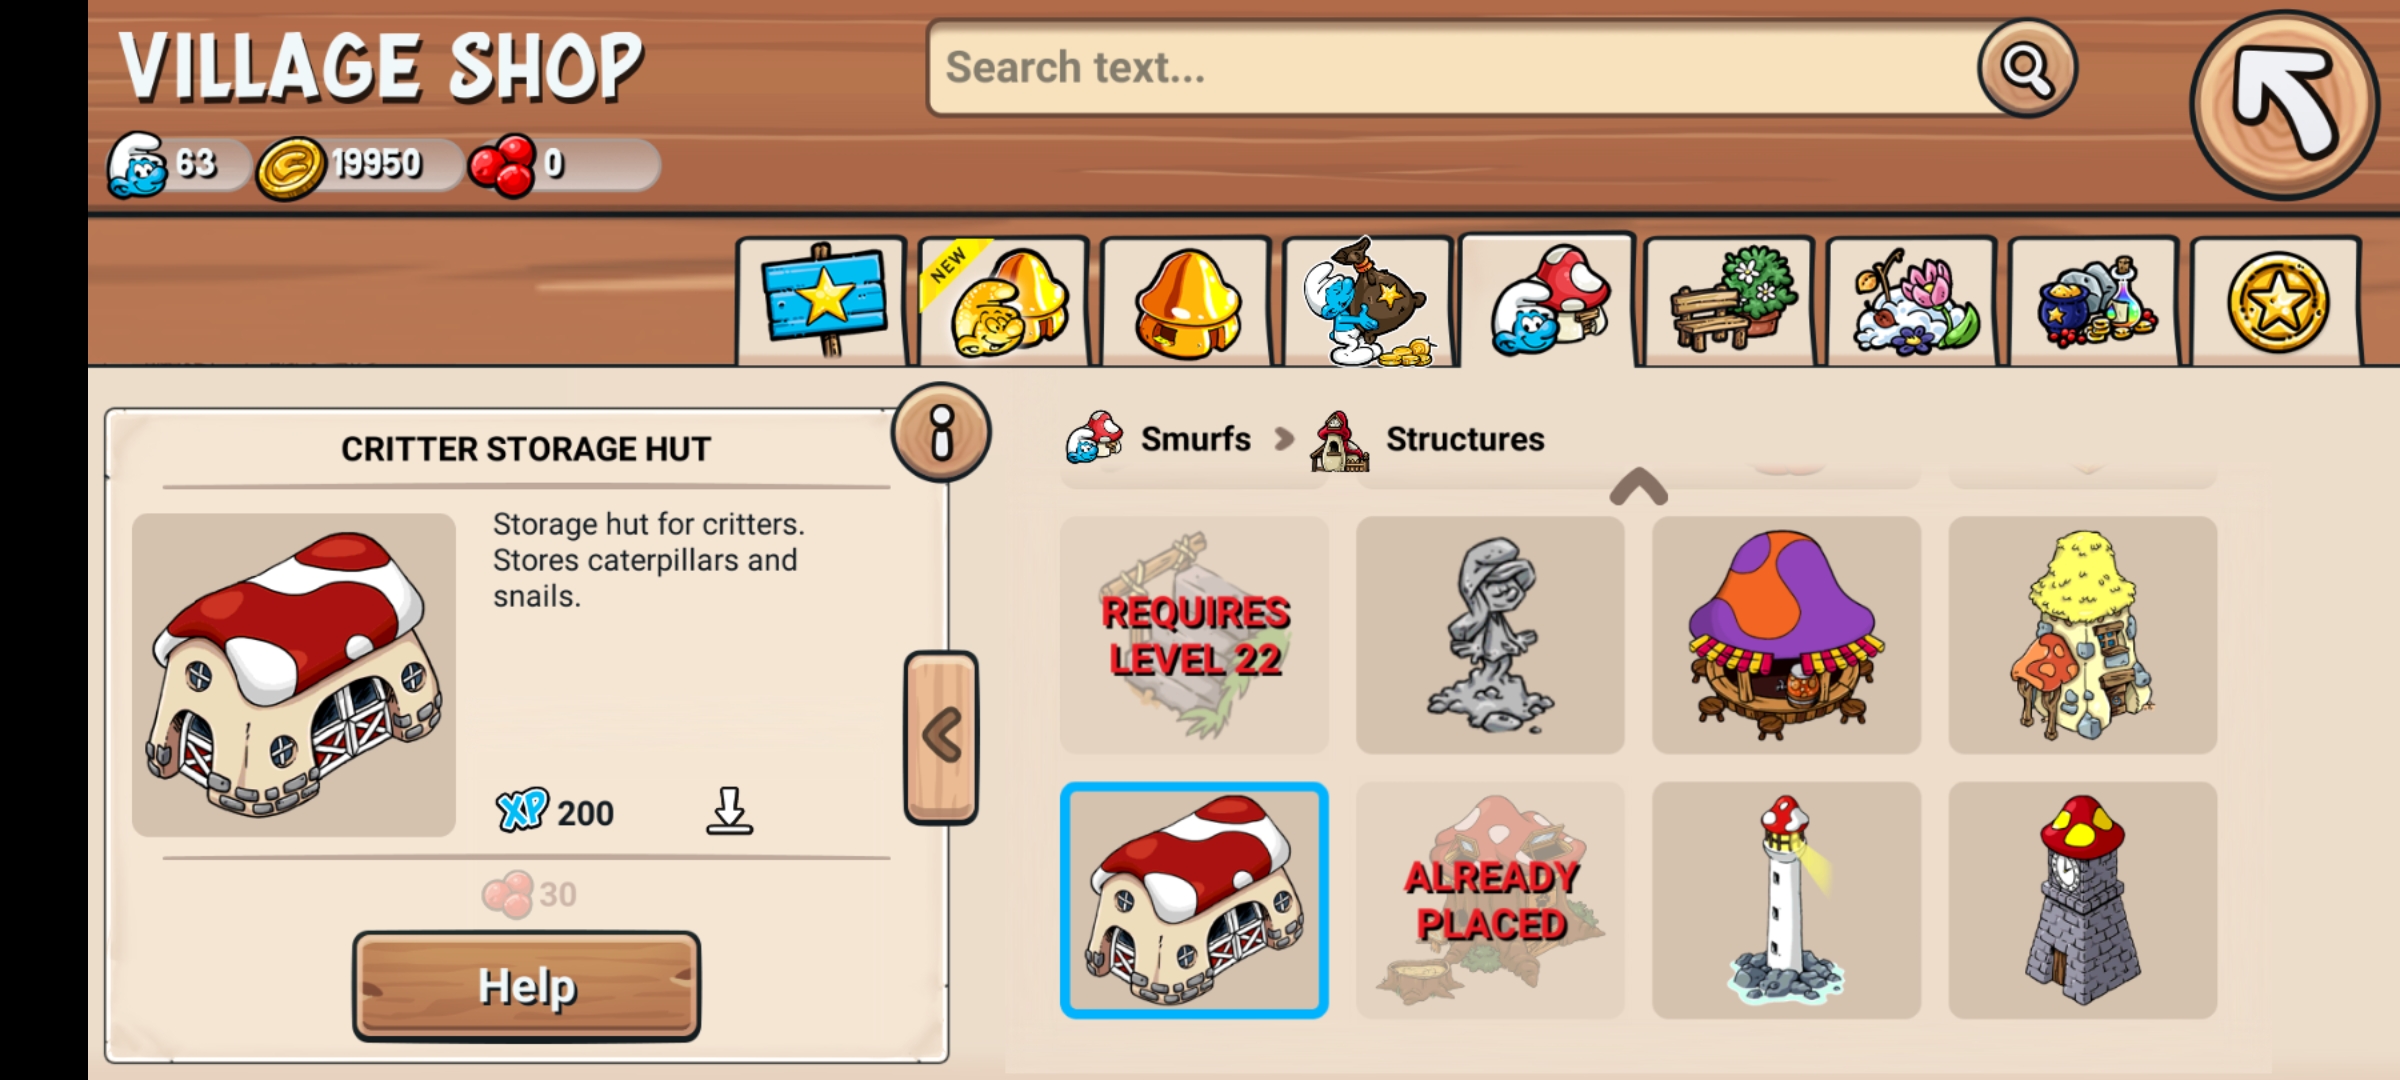 VILLAGE SHOP
Search text...
63
19950
0
NEW
CRITTER STORAGE HUT
Storage hut for critters.
Stores caterpillars and
snails.
XP 200
30
Help
Smurfs
Structures
REQUIRES
LEVEL 22
ALREADY
PLACED